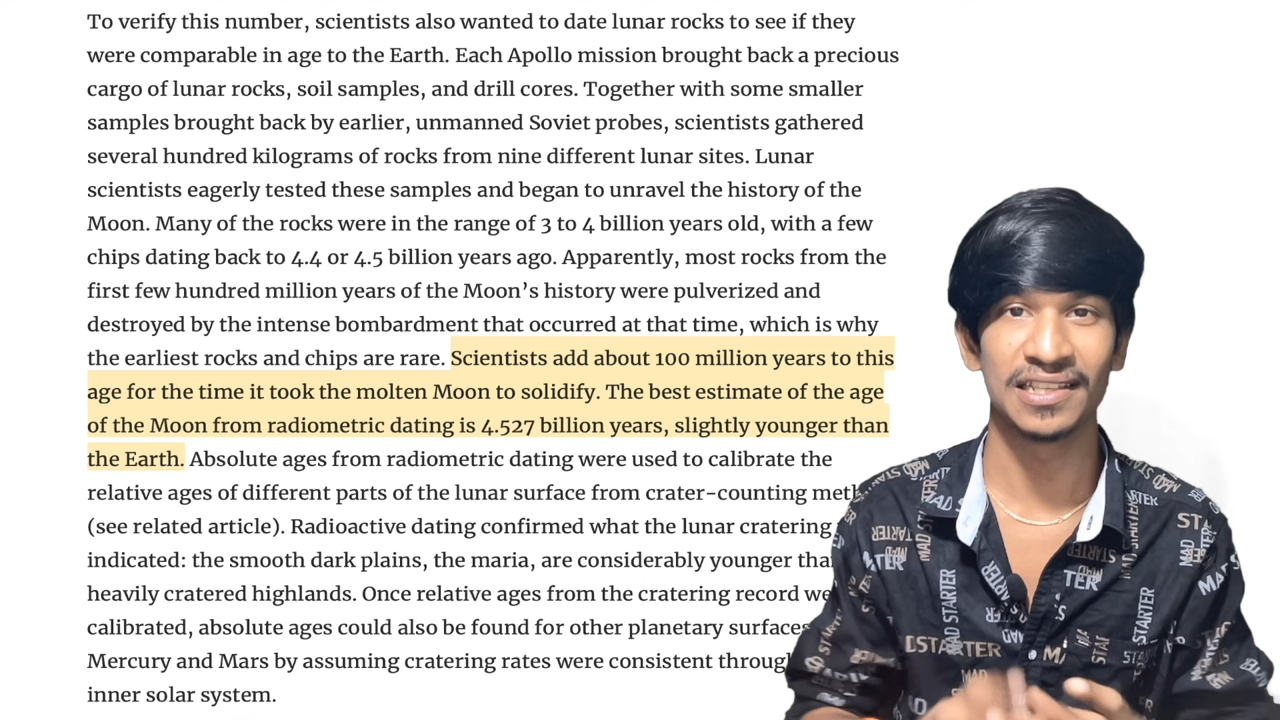 To verify this number, scientists also wanted to date lunar rocks to see if they
were comparable in age to the Earth. Each Apollo mission brought back a precious
cargo of lunar rocks, soil samples, and drill cores. Together with some smaller
samples brought back by earlier, unmanned Soviet probes, scientists gathered
several hundred kilograms of rocks from nine different lunar sites. Lunar
scientists eagerly tested these samples and began to unravel the history of the
Moon. Many of the rocks were in the range of 3 to 4 billion years old, with a few
chips dating back to 4.4 or 4.5 billion years ago. Apparently, most rocks from the
first few hundred million years of the Moon’s history were pulverized and
destroyed by the intense bombardment that occurred at that time, which is why
the earliest rocks and chips are rare. Scientists add about 100 million years to this
age for the time it took the molten Moon to solidify. The best estimate of the age
of the Moon from radiometric dating is 4.527 billion years, slightly younger than
the Earth. Absolute ages from radiometric dating were used to calibrate the
relative ages of different parts of the lunar surface from crater-counting
(see related article). Radioactive dating confirmed what the lunar cratering
indicated: the smooth dark plains, the maria, are considerably younger
heavily cratered highlands. Once relative ages from the cratering record
calibrated, absolute ages could also be found for other planetary surfaces
Mercury and Mars by assuming cratering rates were consistent
inner solar system.
MAD STARTER
STARTER
MAD